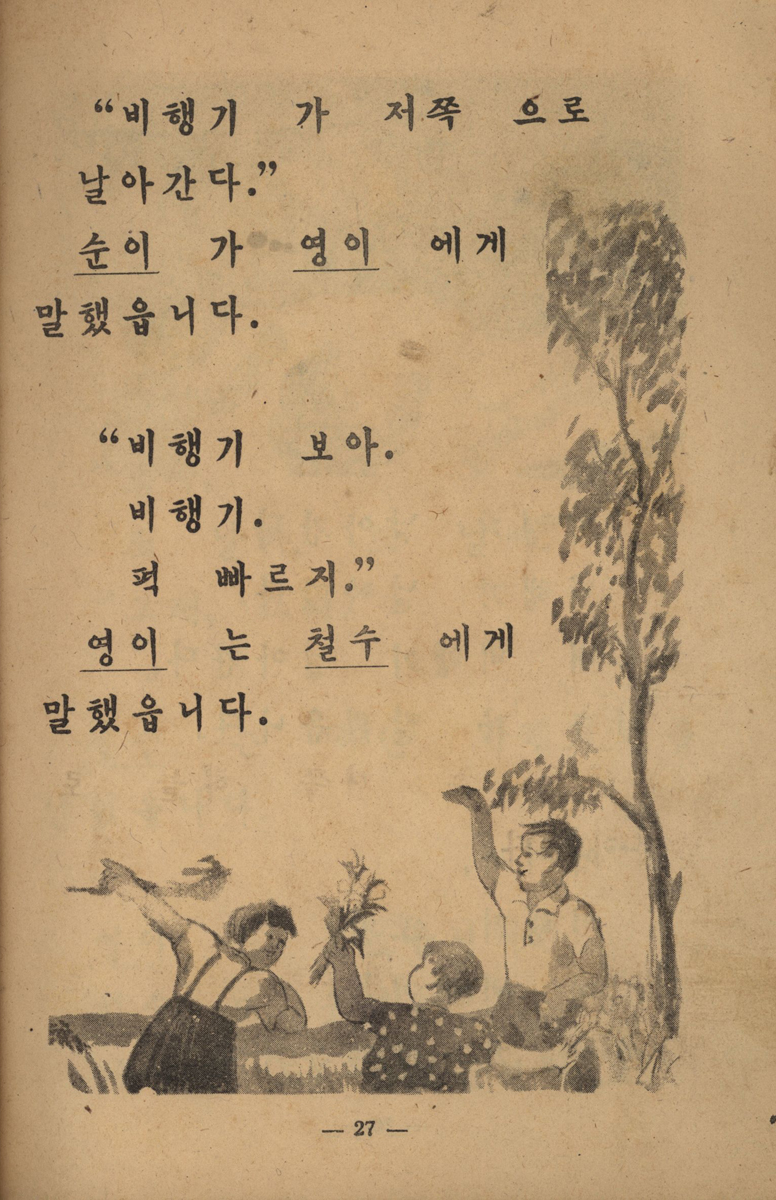 “비행기 가 저쪽 으로
날아간다.”
순이 가 영이 에게
말했읍니다.
“비행기 보아.
비행기.
퍽 빠르지.”
영이 는 철수 에게
말했읍니다.
— 27 —